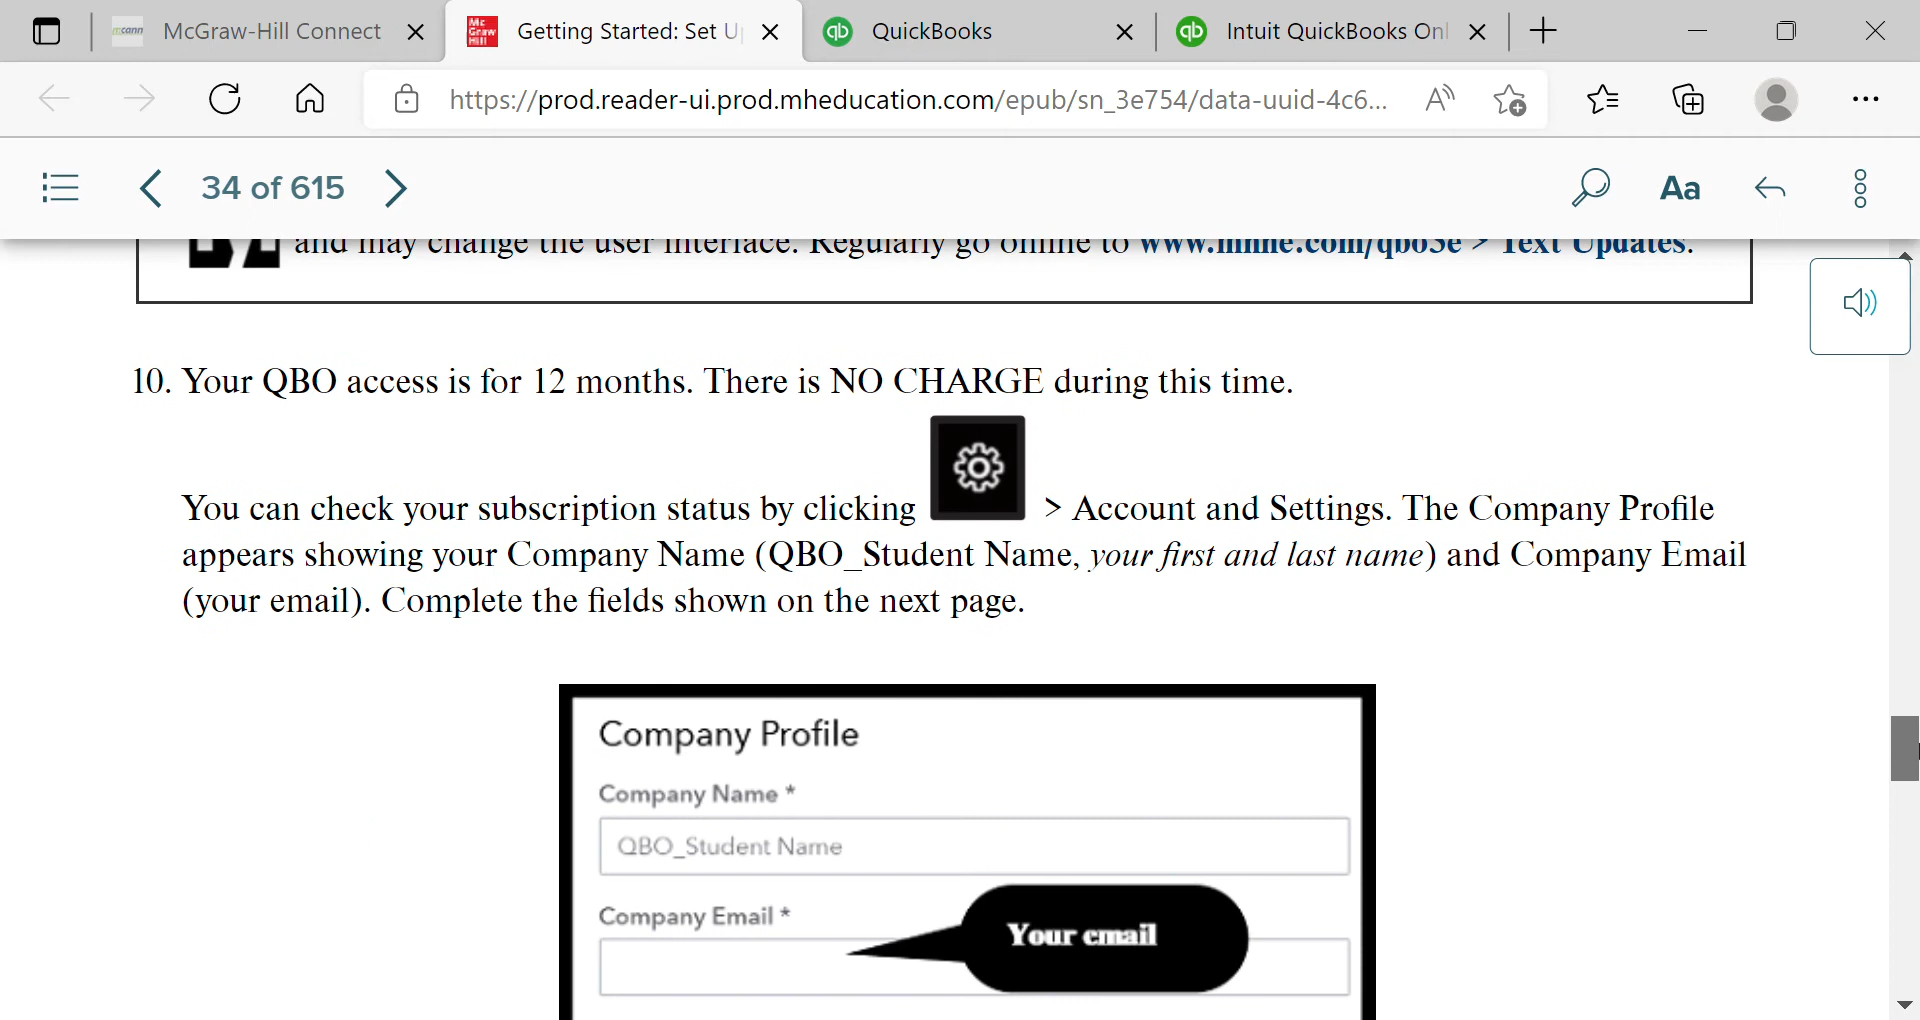 McGraw-Hill Connect
Getting Started: Set U
QuickBooks
Intuit QuickBooks Onl
https://prod.reader-ui.prod.mheducation.com/epub/sn_3e754/data-uuid-4c6...
34 of 615
Aa
and may change the user interface. Regularly go online to www.mhhe.com/qbo3e > Text Updates.
10. Your QBO access is for 12 months. There is NO CHARGE during this time.
You can check your subscription status by clicking > Account and Settings. The Company Profile
appears showing your Company Name (QBO_Student Name, your first and last name) and Company Email
(your email). Complete the fields shown on the next page.
Company Profile
Company Name *
QBO_Student Name
Company Email *
Your email